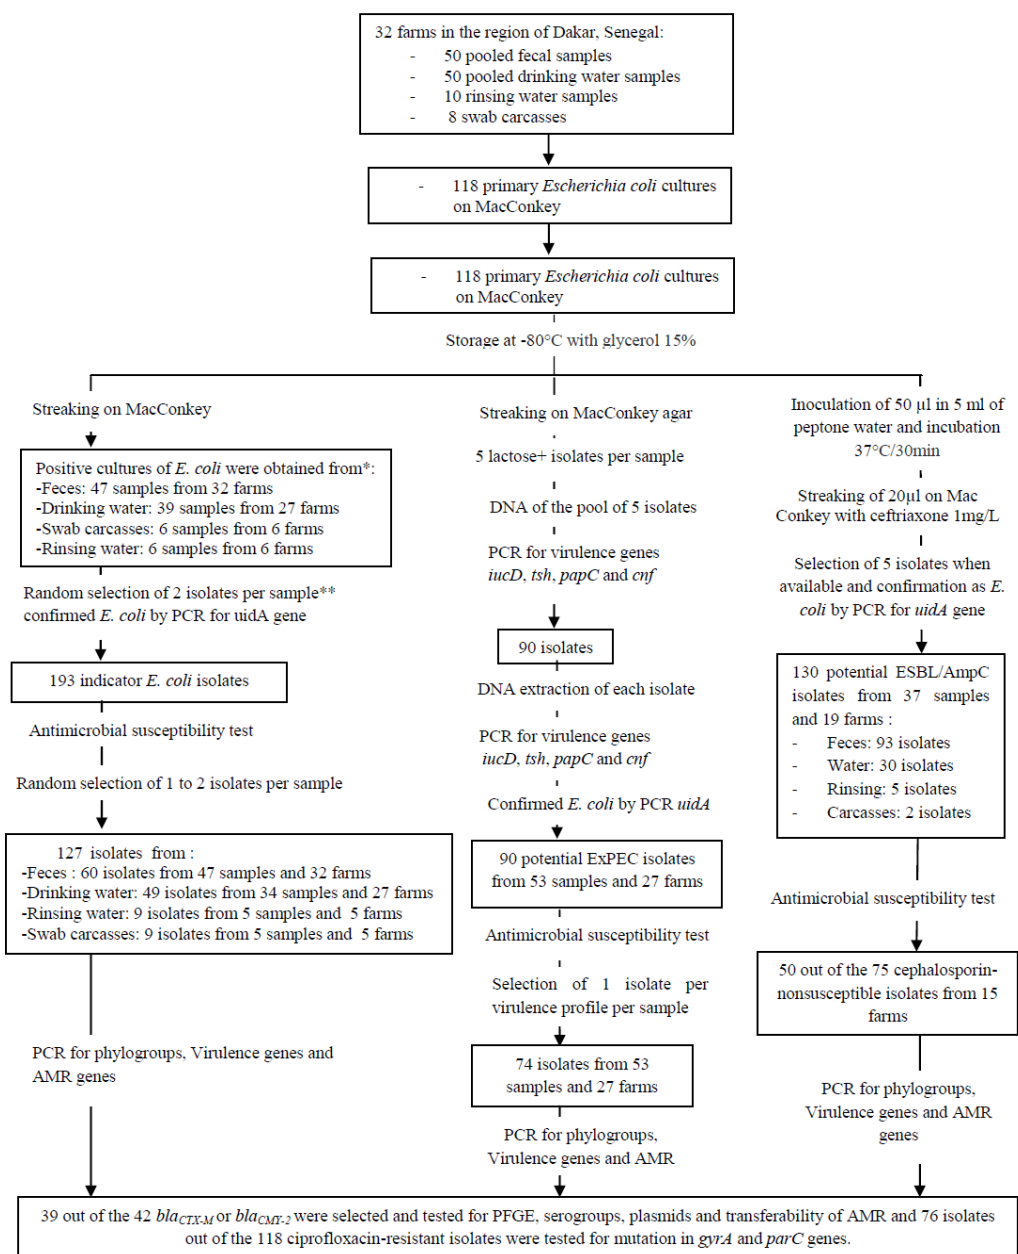 32 farms in the region of Dakar, Senegal:
- 50 pooled fecal samples
- 50 pooled drinking water samples
- 10 rinsing water samples
- 8 swab carcasses
- 118 primary Escherichia coli cultures
on MacConkey
- 118 primary Escherichia coli cultures
on MacConkey
Storage at -80°C with glycerol 15%
Streaking on MacConkey
Positive cultures of E. coli were obtained from*:
-Feces: 47 samples from 32 farms
-Drinking water: 39 samples from 27 farms
-Swab carcasses: 6 samples from 6 farms
-Rinsing water: 6 samples from 6 farms
Random selection of 2 isolates per sample**
confirmed E. coli by PCR for uidA gene
193 indicator E. coli isolates
Antimicrobial susceptibility test
Random selection of 1 to 2 isolates per sample
127 isolates from :
-Feces : 60 isolates from 47 samples and 32 farms
-Drinking water: 49 isolates from 34 samples and 27 farms
-Rinsing water: 9 isolates from 5 samples and 5 farms
-Swab carcasses: 9 isolates from 5 samples and 5 farms
PCR for phylogroups, Virulence genes and
AMR genes
Streaking on MacConkey agar
5 lactose+ isolates per sample
DNA of the pool of 5 isolates
PCR for virulence genes
iucD, tsh, papC and cnf
90 isolates
DNA extraction of each isolate
PCR for virulence genes
iucD, tsh, papC and cnf
Confirmed E. coli by PCR uidA
90 potential ExPEC isolates
from 53 samples and 27 farms
Antimicrobial susceptibility test
Selection of 1 isolate per
virulence profile per sample
74 isolates from 53
samples and 27 farms
PCR for phylogroups,
Virulence genes and AMR
Inoculation of 50 µl in 5 ml of
peptone water and incubation
37°C/30min
Streaking of 20µl on Mac
Conkey with ceftriaxone 1mg/L
Selection of 5 isolates when
available and confirmation as E.
coli by PCR for uidA gene
130 potential ESBL/AmpC
isolates from 37 samples
and 19 farms :
- Feces: 93 isolates
- Water: 30 isolates
- Rinsing: 5 isolates
- Carcasses: 2 isolates
Antimicrobial susceptibility test
50 out of the 75 cephalosporin-
nonsusceptible isolates from 15
farms
PCR for phylogroups,
Virulence genes and AMR
genes
39 out of the 42 blaCTX-M or blaCMY-2 were selected and tested for PFGE, serogroups, plasmids and transferability of AMR and 76 isolates
out of the 118 ciprofloxacin-resistant isolates were tested for mutation in gyrA and parC genes.